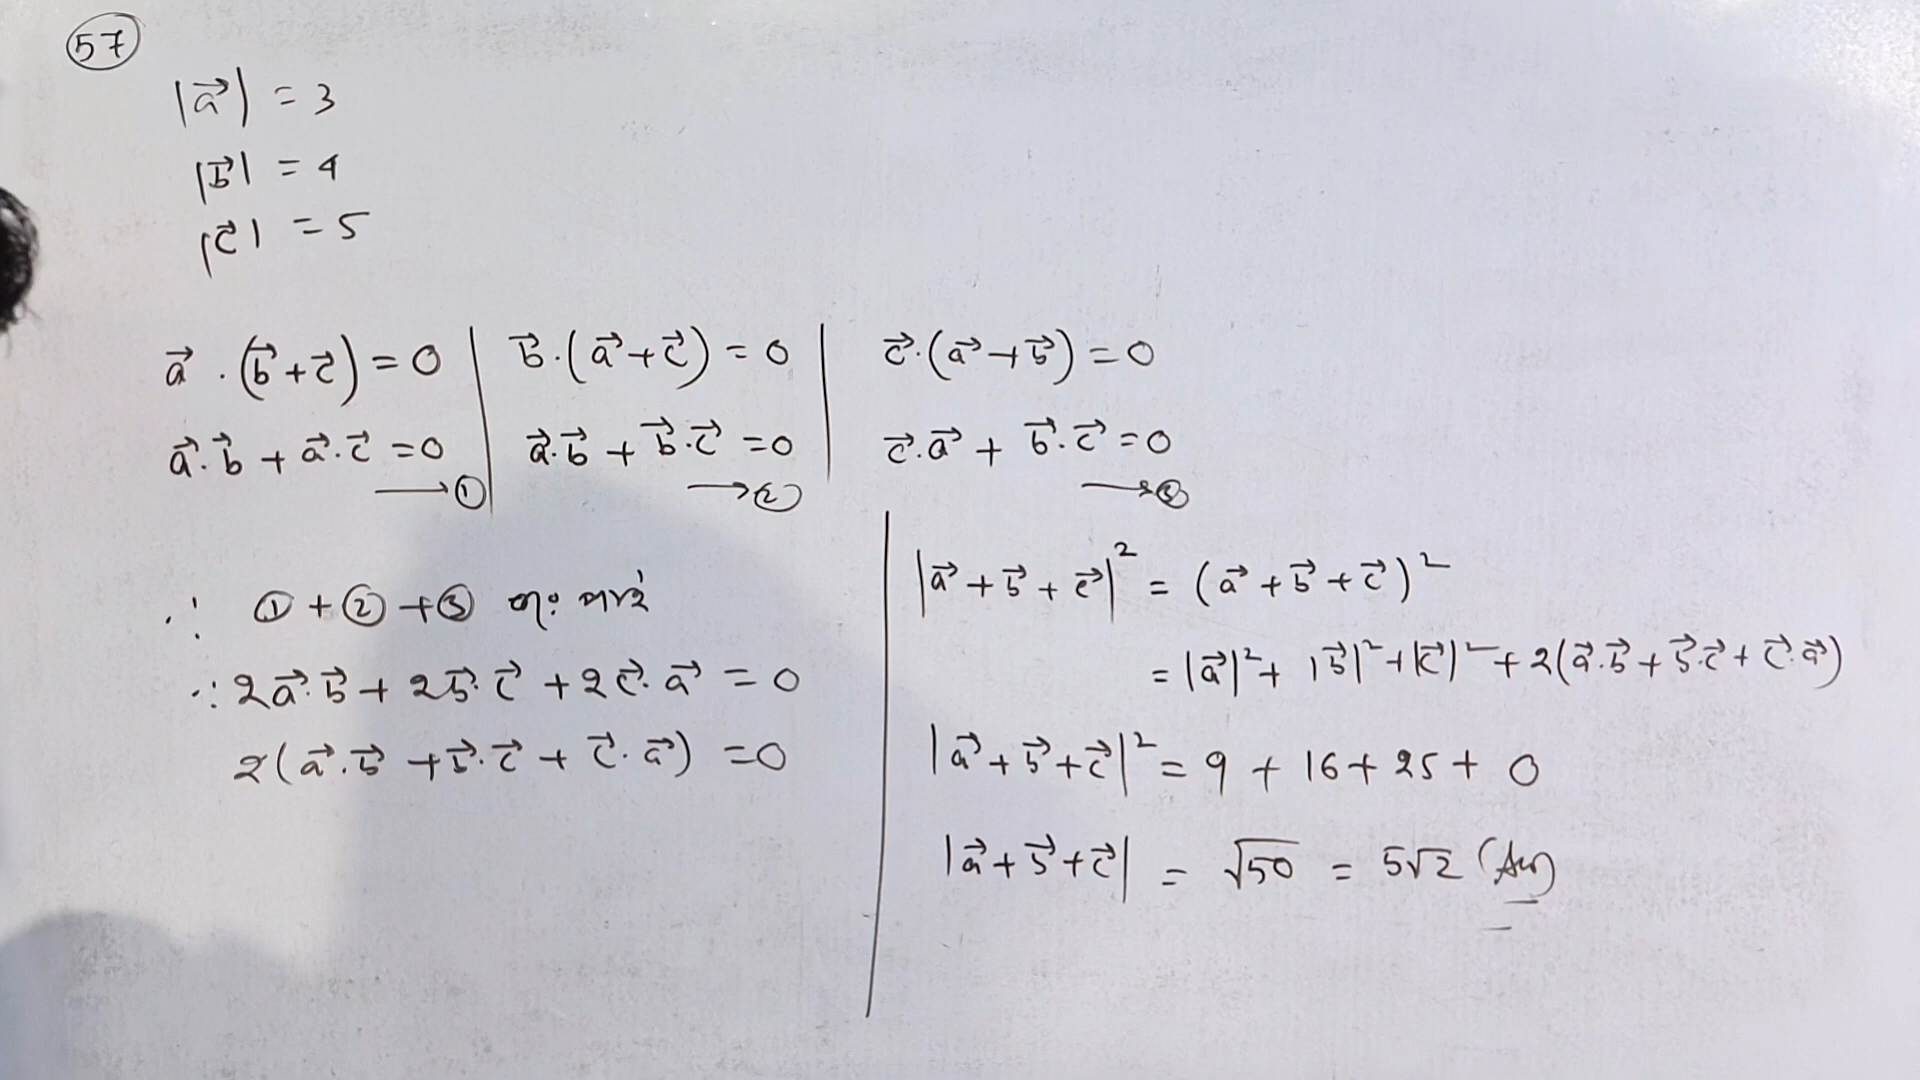 57
|a⃗| = 3
|b⃗| = 4
|c⃗| = 5
a⃗ . (b⃗+c⃗) = 0
a⃗.b⃗ + a⃗.c⃗ = 0
→ ①
b⃗.(a⃗+c⃗) = 0
a⃗.b⃗ + b⃗.c⃗ = 0
→ ②
c⃗.(a⃗+b⃗) = 0
c⃗.a⃗ + b⃗.c⃗ = 0
→ ③
∴ ① + ② + ③
∴ 2a⃗.b⃗ + 2b⃗.c⃗ + 2c⃗.a⃗ = 0
2(a⃗.b⃗ + b⃗.c⃗ + c⃗.a⃗) = 0
|a⃗ + b⃗ + c⃗|² = (a⃗ + b⃗ + c⃗)²
= |a⃗|² + |b⃗|² + |c⃗|² + 2(a⃗.b⃗ + b⃗.c⃗ + c⃗.a⃗)
|a⃗ + b⃗ + c⃗|² = 9 + 16 + 25 + 0
|a⃗ + b⃗ + c⃗| = √50 = 5√2 (Ans)